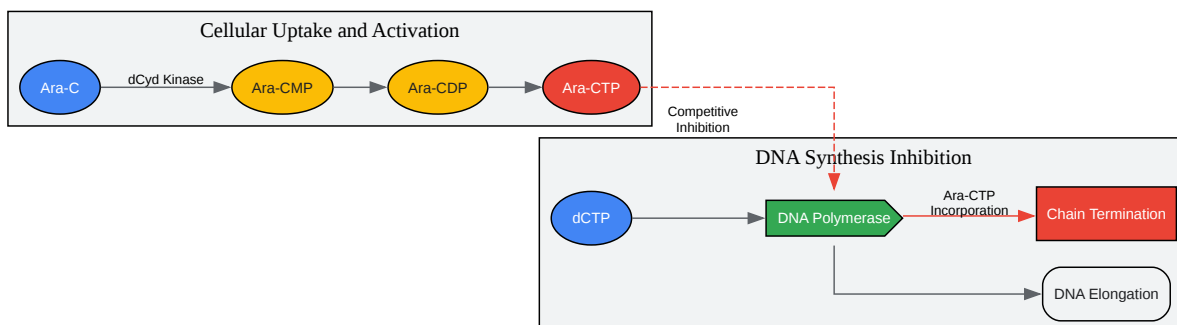 Cellular Uptake and Activation
Ara-C
dCyd Kinase
Ara-CMP
Ara-CDP
Ara-CTP
Competitive
Inhibition
DNA Synthesis Inhibition
dCTP
DNA Polymerase
Ara-CTP
Incorporation
Chain Termination
DNA Elongation